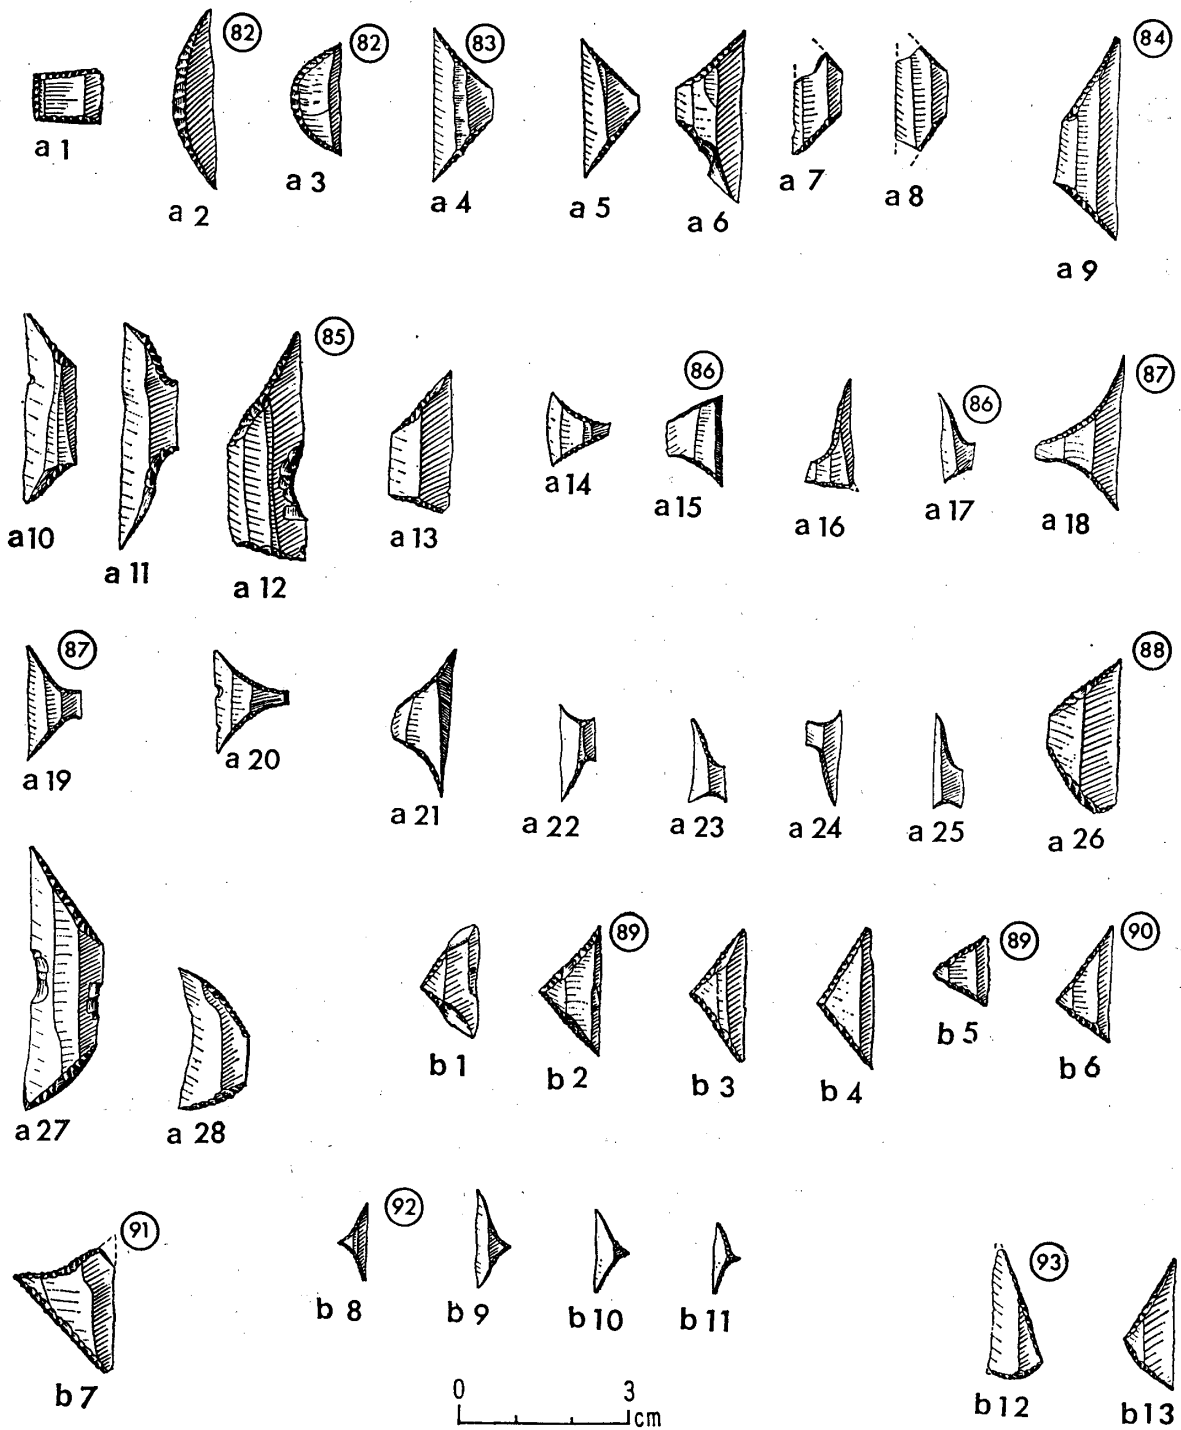 82 82 83 84
a 1 a 2 a 3 a 4 a 5 a 6 a 7 a 8 a 9
85 86 86 87
a 10 a 11 a 12 a 13 a 14 a 15 a 16 a 17 a 18
87 88
a 19 a 20 a 21 a 22 a 23 a 24 a 25 a 26
89 89 90
a 27 a 28 b 1 b 2 b 3 b 4 b 5 b 6
91 92 93
b 7 b 8 b 9 b 10 b 11 b 12 b 13
0 3
cm